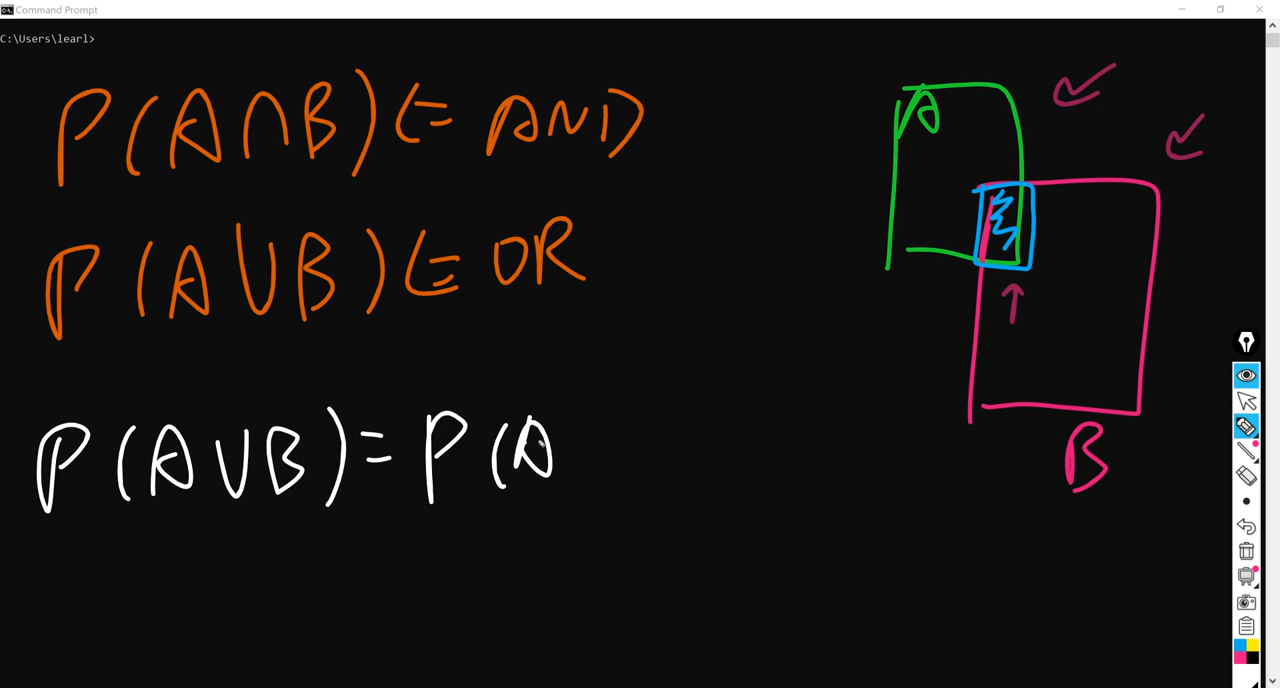 Command Prompt
C:\Users\learl>
P(A∩B) ⇐ AND
P(A∪B) ⇐ OR
P(A∪B) = P(A
A
B